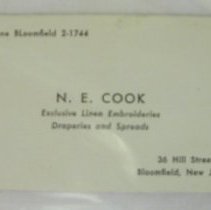 ne BLoomfield 2-1744
N. E. COOK
Exclusive Linen Embroideries
Draperies and Spreads
36 Hill Stree
Bloomfield, New J